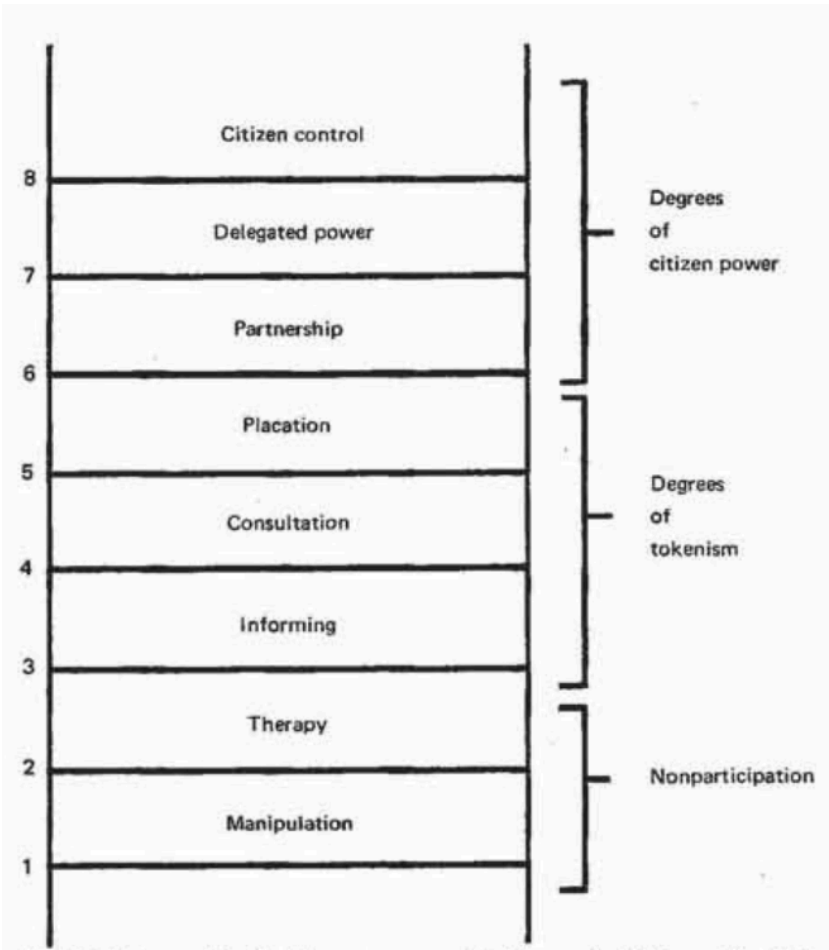 Citizen control
8
Delegated power
7
Partnership
6
Placation
5
Consultation
4
Informing
3
Therapy
2
Manipulation
1
Degrees
of
citizen power
Degrees
of
tokenism
Nonparticipation